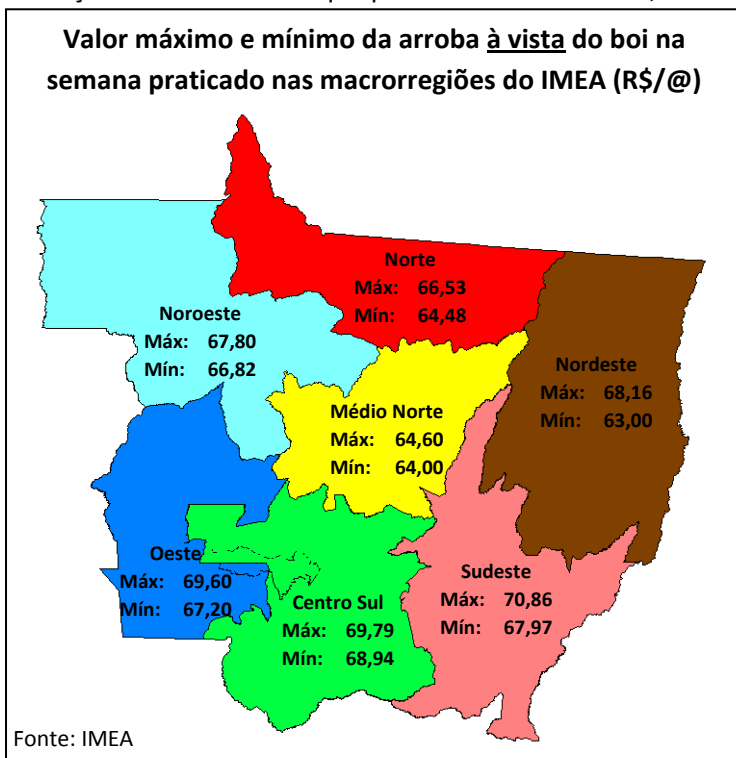 Valor máximo e mínimo da arroba à vista do boi na
semana praticado nas macrorregiões do IMEA (R$/@)
Norte
Máx: 66,53
Mín: 64,48
Noroeste
Máx: 67,80
Mín: 66,82
Nordeste
Máx: 68,16
Mín: 63,00
Médio Norte
Máx: 64,60
Mín: 64,00
Oeste
Máx: 69,60
Mín: 67,20
Sudeste
Máx: 70,86
Mín: 67,97
Centro Sul
Máx: 69,79
Mín: 68,94
Fonte: IMEA